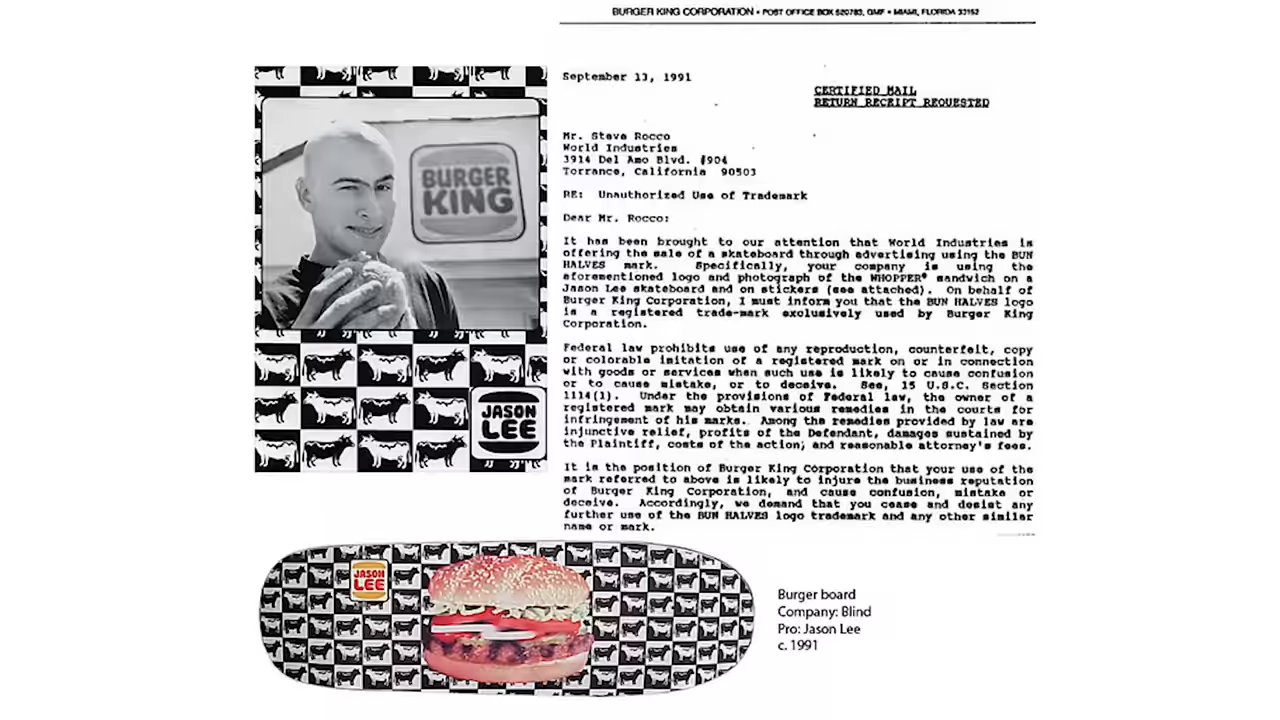 BURGER KING CORPORATION • POST OFFICE BOX 520783, GMF • MIAMI, FLORIDA 33152
September 13, 1991
CERTIFIED MAIL
RETURN RECEIPT REQUESTED
Mr. Steve Rocco
World Industries
3914 Del Amo Blvd. #904
Torrance, California 90503
RE: Unauthorized Use of Trademark
Dear Mr. Rocco:
It has been brought to our attention that World Industries is
offering the sale of a skateboard through advertising using the BUN
HALVES mark. Specifically, your company is using the
aforementioned logo and photograph of the WHOPPER® sandwich on a
Jason Lee skateboard and on stickers (see attached). On behalf of
Burger King Corporation, I must inform you that the BUN HALVES logo
is a registered trade-mark exclusively used by Burger King
Corporation.
Federal law prohibits use of any reproduction, counterfeit, copy
or colorable imitation of a registered mark on or in connection
with goods or services when such use is likely to cause confusion
or to cause mistake, or to deceive. See, 15 U.S.C. Section
1114(1). Under the provisions of Federal law, the owner of a
registered mark may obtain various remedies in the courts for
infringement of his marks. Among the remedies provided by law are
injunctive relief, profits of the Defendant, damages sustained by
the Plaintiff, costs of the action; and reasonable attorney's fees.
It is the position of Burger King Corporation that your use of the
mark referred to above is likely to injure the business reputation
of Burger King Corporation, and cause confusion, mistake or
deceive. Accordingly, we demand that you cease and desist any
further use of the BUN HALVES logo trademark and any other similar
name or mark.
BURGER
KING
JASON
LEE
JASON
LEE
Burger board
Company: Blind
Pro: Jason Lee
c. 1991